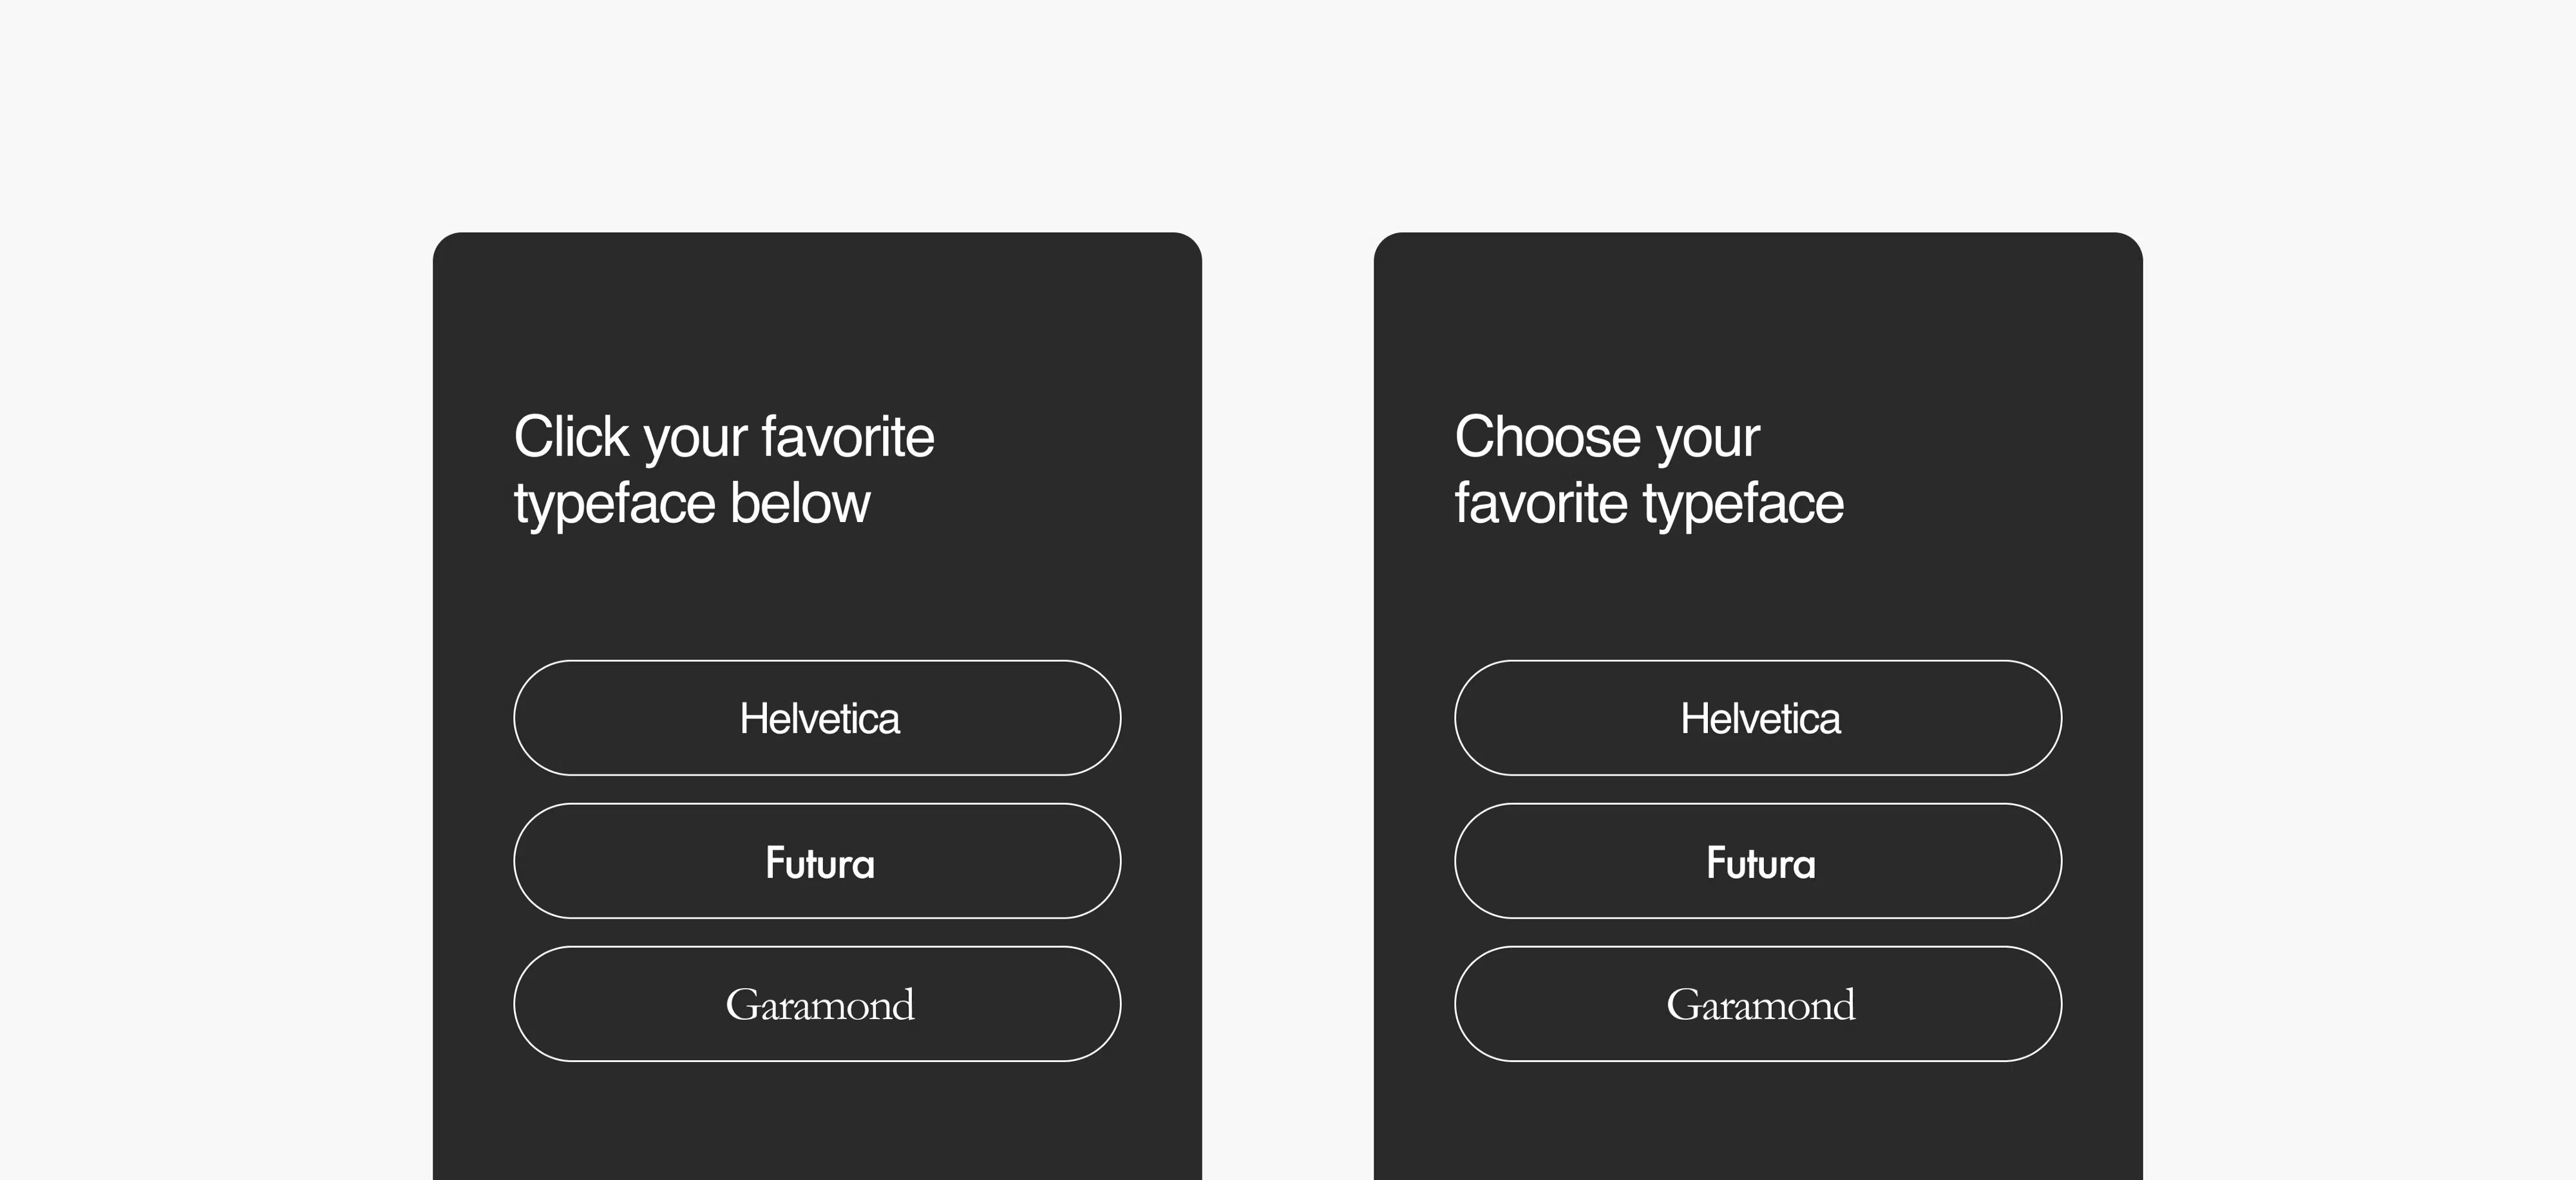 Click your favorite
typeface below
Helvetica
Futura
Garamond
Choose your
favorite typeface
Helvetica
Futura
Garamond